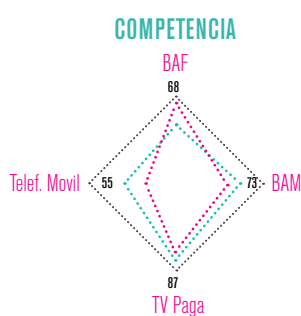 COMPETENCIA
BAF
68
Telef. Movil
55
73
BAM
87
TV Paga